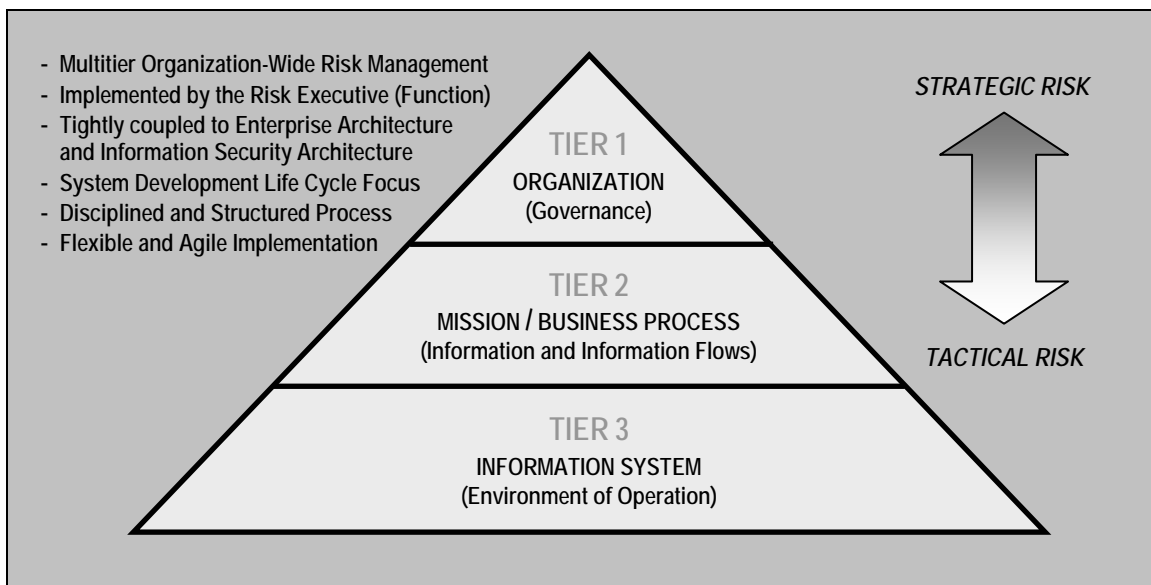 - Multitier Organization-Wide Risk Management
- Implemented by the Risk Executive (Function)
- Tightly coupled to Enterprise Architecture
and Information Security Architecture
- System Development Life Cycle Focus
- Disciplined and Structured Process
- Flexible and Agile Implementation
STRATEGIC RISK
TACTICAL RISK
TIER 1
ORGANIZATION
(Governance)
TIER 2
MISSION / BUSINESS PROCESS
(Information and Information Flows)
TIER 3
INFORMATION SYSTEM
(Environment of Operation)